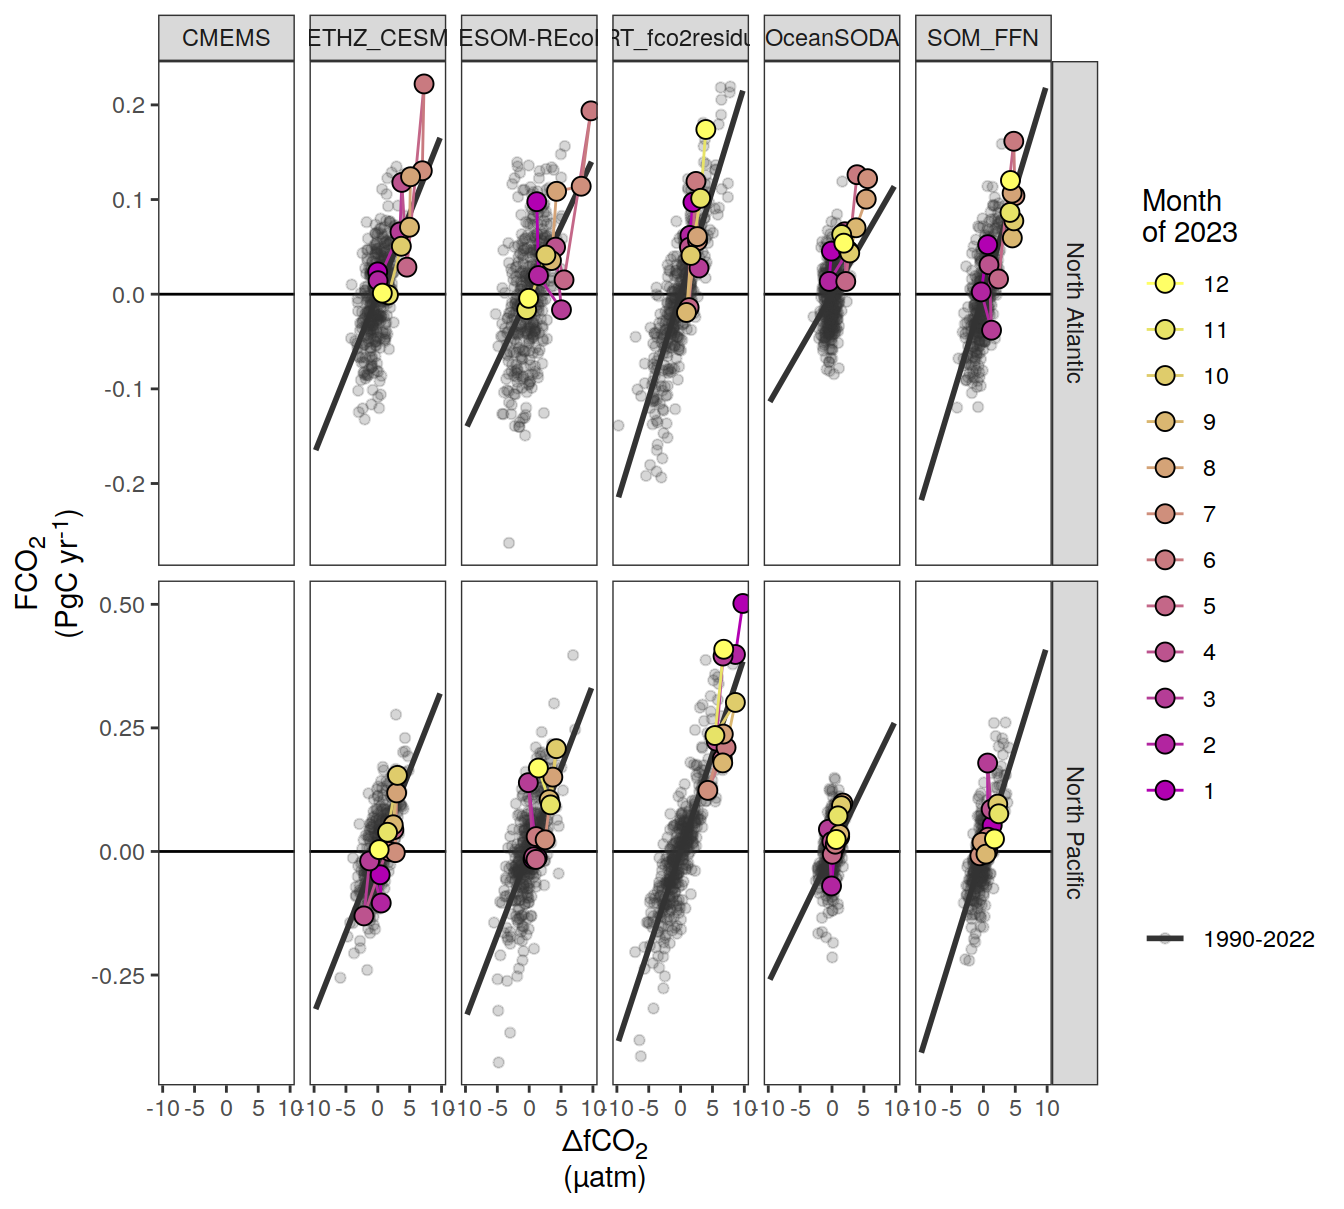 CMEMS ETHZ_CESM ESOM-REcoM RT_fco2residu OceanSODA SOM_FFN
0.2
0.1
0.0
-0.1
-0.2
North Atlantic
0.50
0.25
0.00
-0.25
North Pacific
-10 -5 0 5 10 -10 -5 0 5 10 -10 -5 0 5 10 -10 -5 0 5 10 -10 -5 0 5 10 -10 -5 0 5 10
FCO₂
(PgC yr⁻¹)
ΔfCO₂
(µatm)
Month
of 2023
12
11
10
9
8
7
6
5
4
3
2
1
1990-2022